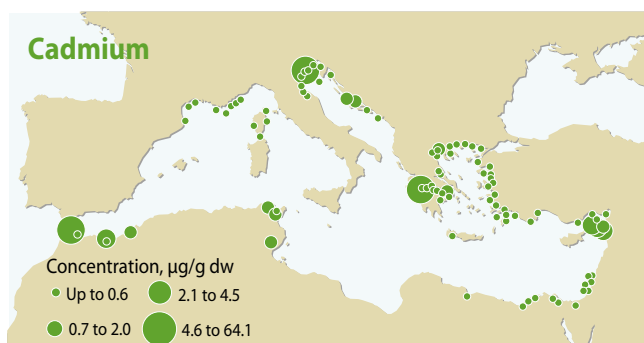 Cadmium
Concentration, µg/g dw
Up to 0.6
2.1 to 4.5
0.7 to 2.0
4.6 to 64.1